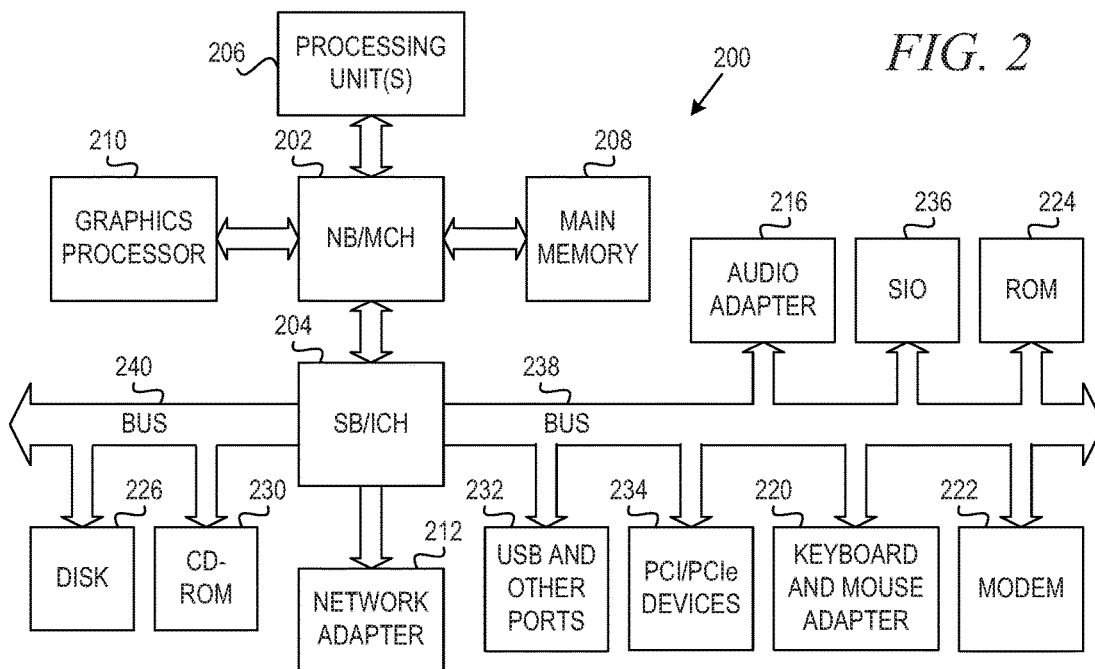 FIG. 2
200
206
PROCESSING
UNIT(S)
210
202
208
GRAPHICS
PROCESSOR
NB/MCH
MAIN
MEMORY
216
236
224
AUDIO
ADAPTER
SIO
ROM
204
240
238
BUS
SB/ICH
BUS
226
230
232
234
220
222
DISK
CD-
ROM
212
NETWORK
ADAPTER
USB AND
OTHER
PORTS
PCI/PCIe
DEVICES
KEYBOARD
AND MOUSE
ADAPTER
MODEM